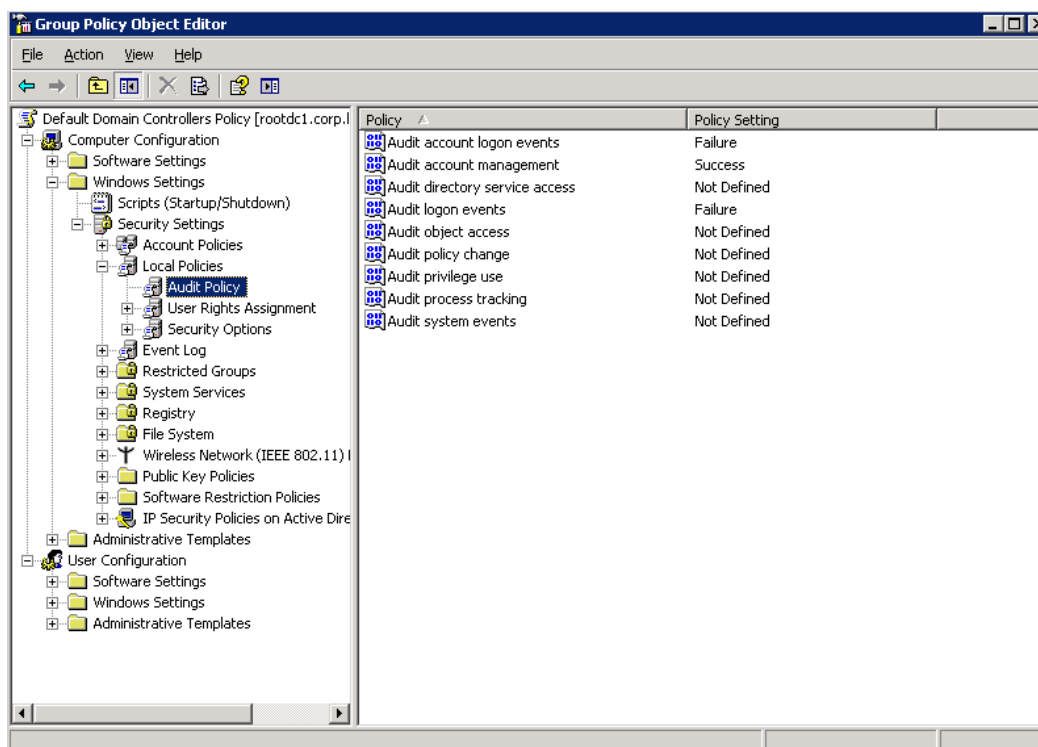 Group Policy Object Editor
File Action View Help
Default Domain Controllers Policy [rootdc1.corp.l
Computer Configuration
Software Settings
Windows Settings
Scripts (Startup/Shutdown)
Security Settings
Account Policies
Local Policies
Audit Policy
User Rights Assignment
Security Options
Event Log
Restricted Groups
System Services
Registry
File System
Wireless Network (IEEE 802.11)
Public Key Policies
Software Restriction Policies
IP Security Policies on Active Dire
Administrative Templates
User Configuration
Software Settings
Windows Settings
Administrative Templates
Policy Policy Setting
Audit account logon events Failure
Audit account management Success
Audit directory service access Not Defined
Audit logon events Failure
Audit object access Not Defined
Audit policy change Not Defined
Audit privilege use Not Defined
Audit process tracking Not Defined
Audit system events Not Defined